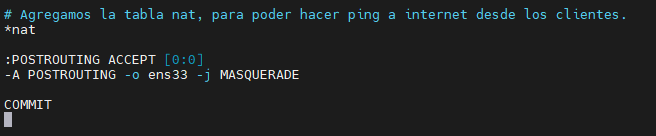 # Agregamos la tabla nat, para poder hacer ping a internet desde los clientes.
*nat
:POSTROUTING ACCEPT [0:0]
-A POSTROUTING -o ens33 -j MASQUERADE
COMMIT